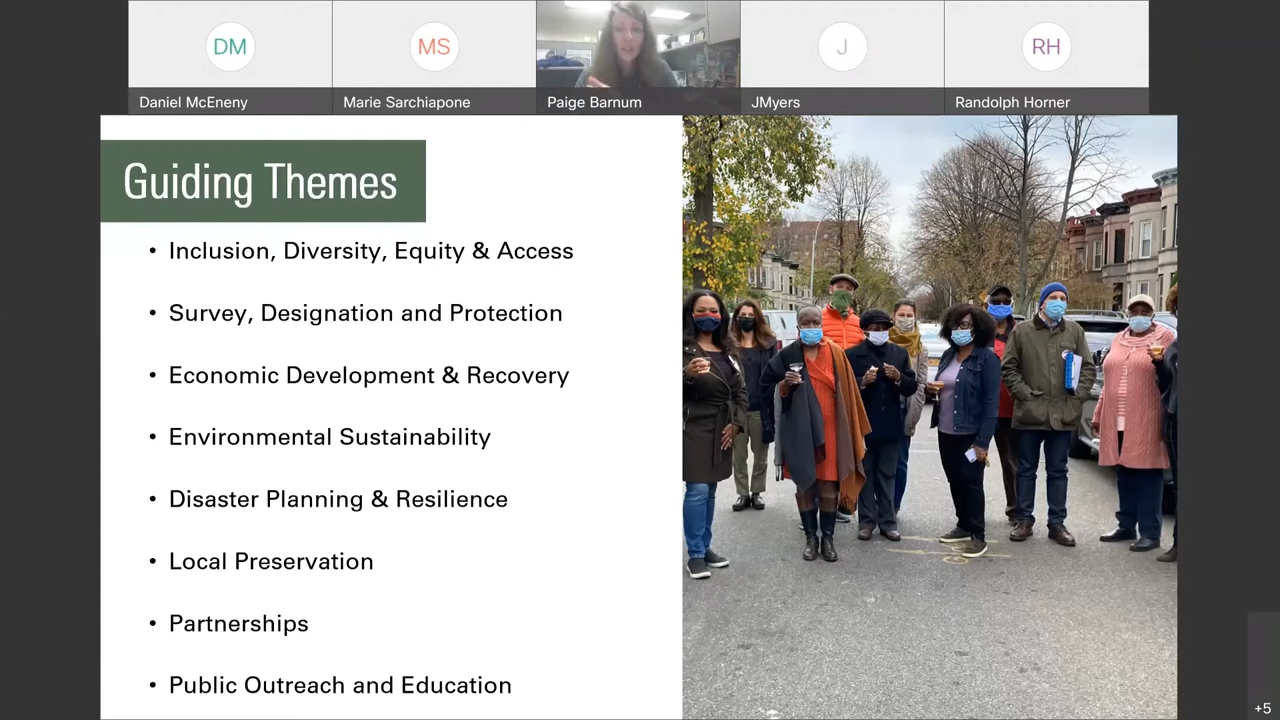 DM
MS
J
RH
Daniel McEneny
Marie Sarchiapone
Paige Barnum
JMyers
Randolph Horner
Guiding Themes
• Inclusion, Diversity, Equity & Access
• Survey, Designation and Protection
• Economic Development & Recovery
• Environmental Sustainability
• Disaster Planning & Resilience
• Local Preservation
• Partnerships
• Public Outreach and Education
+5